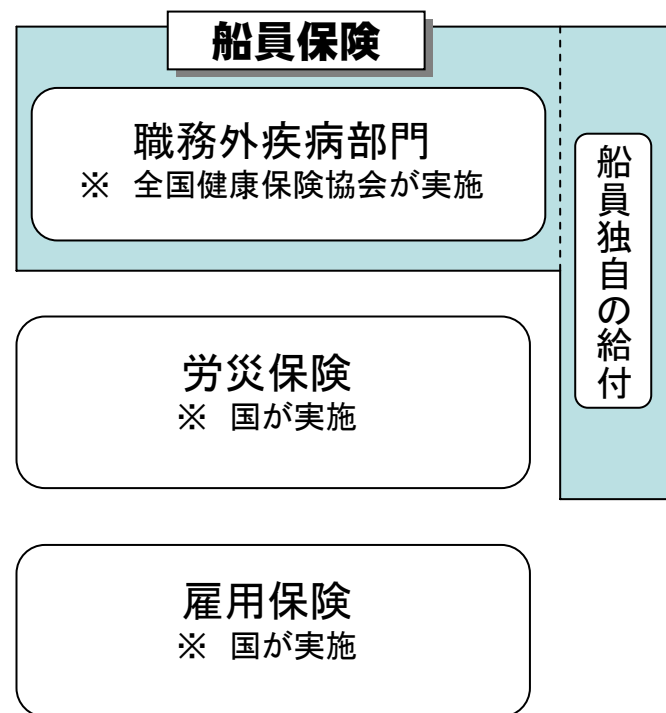 船員保険
職務外疾病部門
※ 全国健康保険協会が実施
船員独自の給付
労災保険
※ 国が実施
雇用保険
※ 国が実施